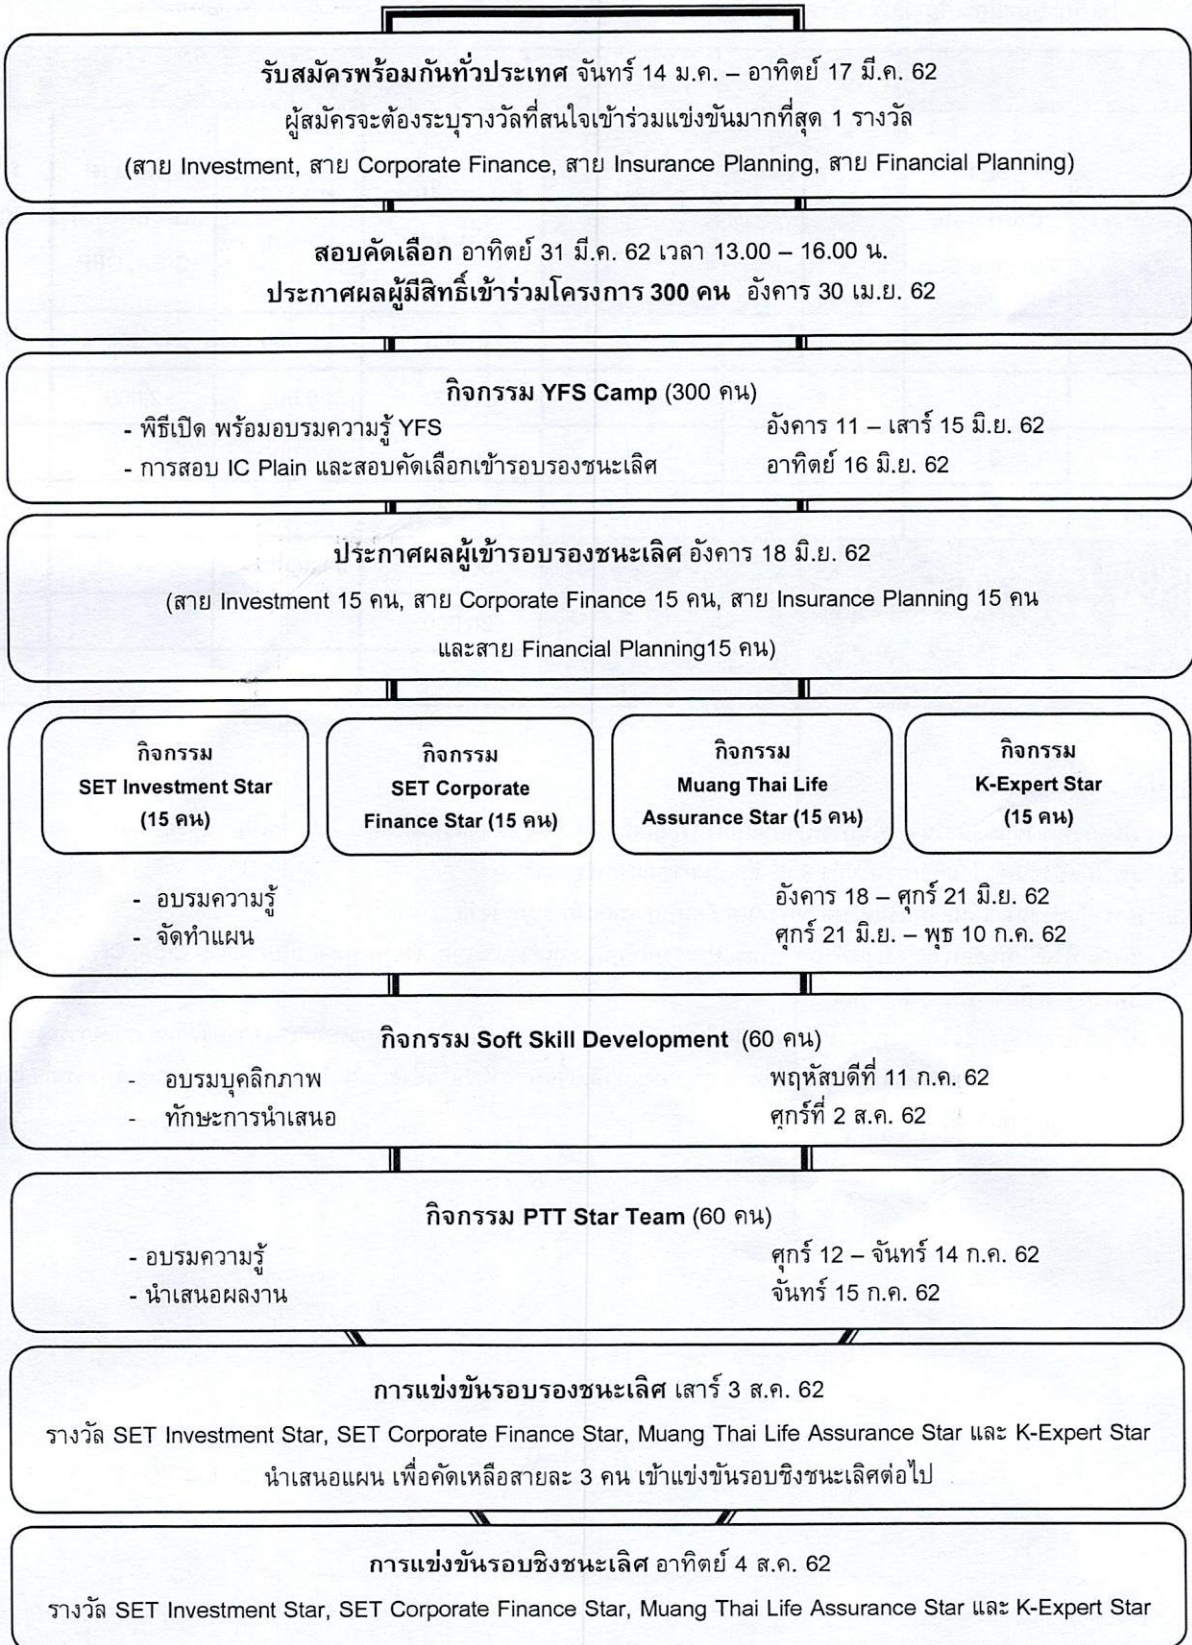 รับสมัครพร้อมกันทั่วประเทศ จันทร์ 14 ม.ค. – อาทิตย์ 17 มี.ค. 62
ผู้สมัครจะต้องระบุรางวัลที่สนใจเข้าร่วมแข่งขันมากที่สุด 1 รางวัล
(สาย Investment, สาย Corporate Finance, สาย Insurance Planning, สาย Financial Planning)
สอบคัดเลือก อาทิตย์ 31 มี.ค. 62 เวลา 13.00 – 16.00 น.
ประกาศผลผู้มีสิทธิ์เข้าร่วมโครงการ 300 คน อังคาร 30 เม.ย. 62
กิจกรรม YFS Camp (300 คน)
- พิธีเปิด พร้อมอบรมความรู้ YFS อังคาร 11 – เสาร์ 15 มิ.ย. 62
- การสอบ IC Plain และสอบคัดเลือกเข้ารอบรองชนะเลิศ อาทิตย์ 16 มิ.ย. 62
ประกาศผลผู้เข้ารอบรองชนะเลิศ อังคาร 18 มิ.ย. 62
(สาย Investment 15 คน, สาย Corporate Finance 15 คน, สาย Insurance Planning 15 คน
และสาย Financial Planning15 คน)
กิจกรรม
SET Investment Star
(15 คน)
กิจกรรม
SET Corporate
Finance Star (15 คน)
กิจกรรม
Muang Thai Life
Assurance Star (15 คน)
กิจกรรม
K-Expert Star
(15 คน)
- อบรมความรู้ อังคาร 18 – ศุกร์ 21 มิ.ย. 62
- จัดทำแผน ศุกร์ 21 มิ.ย. – พุธ 10 ก.ค. 62
กิจกรรม Soft Skill Development (60 คน)
- อบรมบุคลิกภาพ พฤหัสบดีที่ 11 ก.ค. 62
- ทักษะการนำเสนอ ศุกร์ที่ 2 ส.ค. 62
กิจกรรม PTT Star Team (60 คน)
- อบรมความรู้ ศุกร์ 12 – จันทร์ 14 ก.ค. 62
- นำเสนอผลงาน จันทร์ 15 ก.ค. 62
การแข่งขันรอบรองชนะเลิศ เสาร์ 3 ส.ค. 62
รางวัล SET Investment Star, SET Corporate Finance Star, Muang Thai Life Assurance Star และ K-Expert Star
นำเสนอแผน เพื่อคัดเหลือสายละ 3 คน เข้าแข่งขันรอบชิงชนะเลิศต่อไป
การแข่งขันรอบชิงชนะเลิศ อาทิตย์ 4 ส.ค. 62
รางวัล SET Investment Star, SET Corporate Finance Star, Muang Thai Life Assurance Star และ K-Expert Star